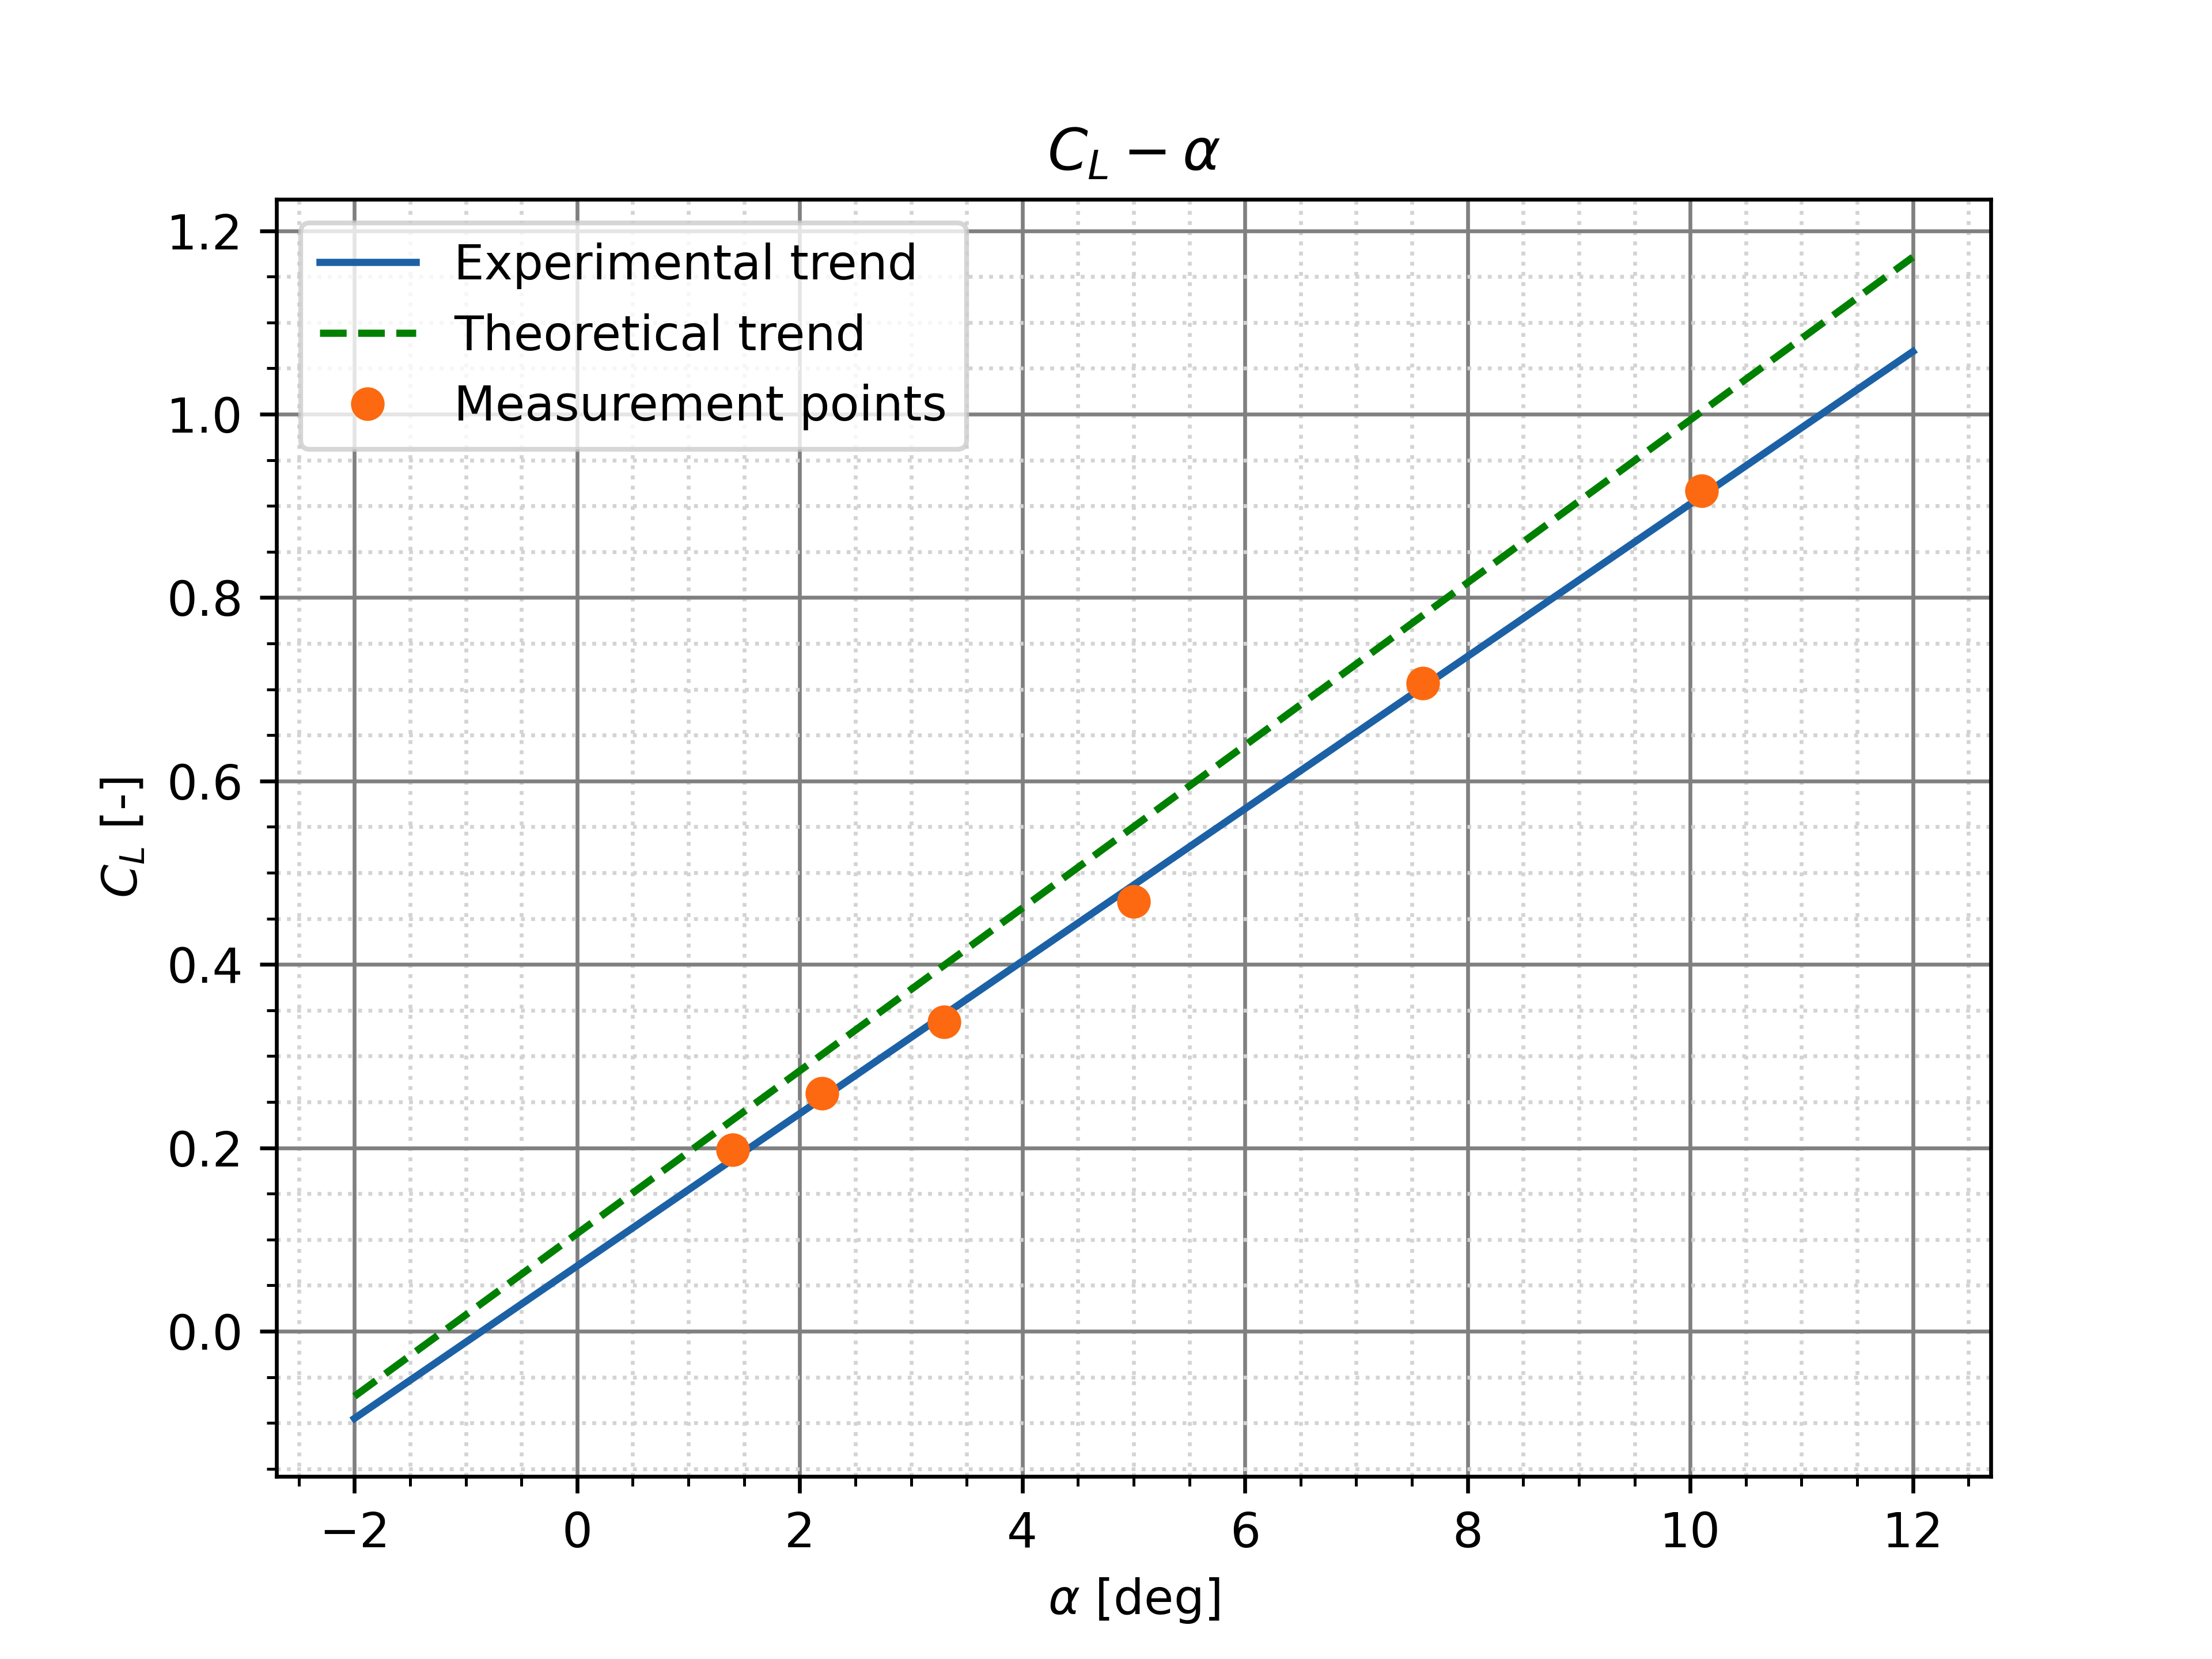 C_L − α
1.2
1.0
0.8
0.6
0.4
0.2
0.0
C_L [-]
Experimental trend
Theoretical trend
Measurement points
−2 0 2 4 6 8 10 12
α [deg]